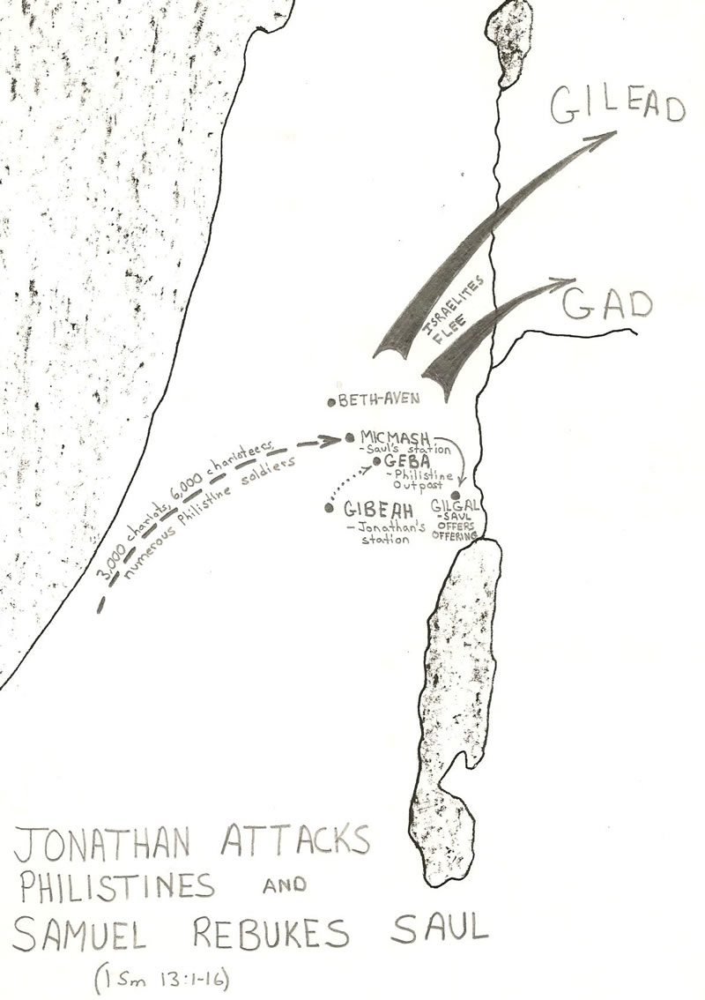 GILEAD
GAD
ISRAELITES
FLEE
BETH-AVEN
MICMASH
-Saul's station
GEBA
-Philistine
Outpost
GIBEAH
-Jonathan's
station
GILGAL
-SAUL
OFFERS
OFFERING
3,000 chariots, 6,000 charioteers,
numerous Philistine soldiers
JONATHAN ATTACKS
PHILISTINES AND
SAMUEL REBUKES SAUL
(1 Sm 13:1-16)